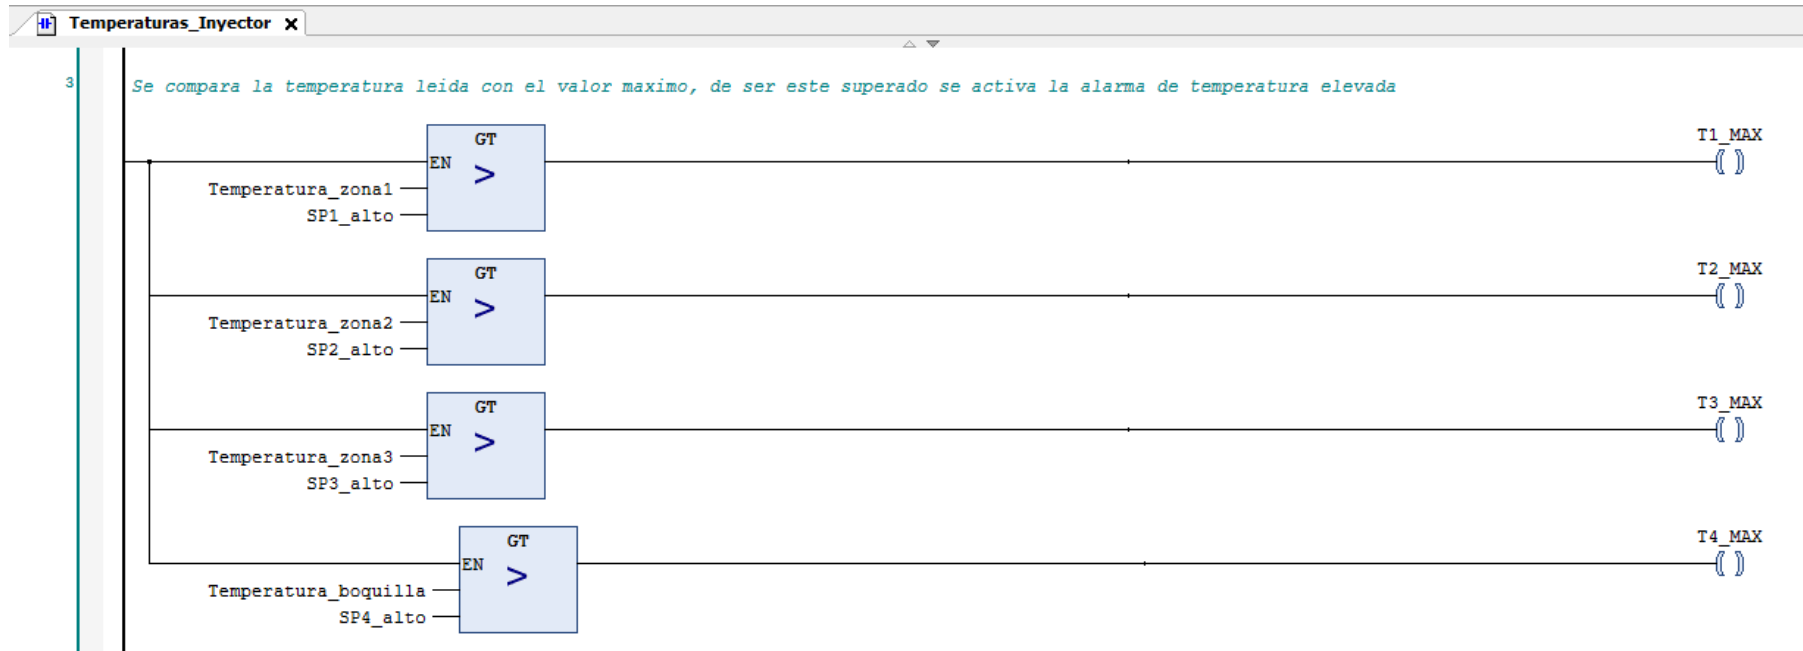 Temperaturas_Inyector
3
Se compara la temperatura leida con el valor maximo, de ser este superado se activa la alarma de temperatura elevada
GT
T1_MAX
EN
>
Temperatura_zona1
SP1_alto
GT
T2_MAX
EN
>
Temperatura_zona2
SP2_alto
GT
T3_MAX
EN
>
Temperatura_zona3
SP3_alto
GT
T4_MAX
EN
>
Temperatura_boquilla
SP4_alto